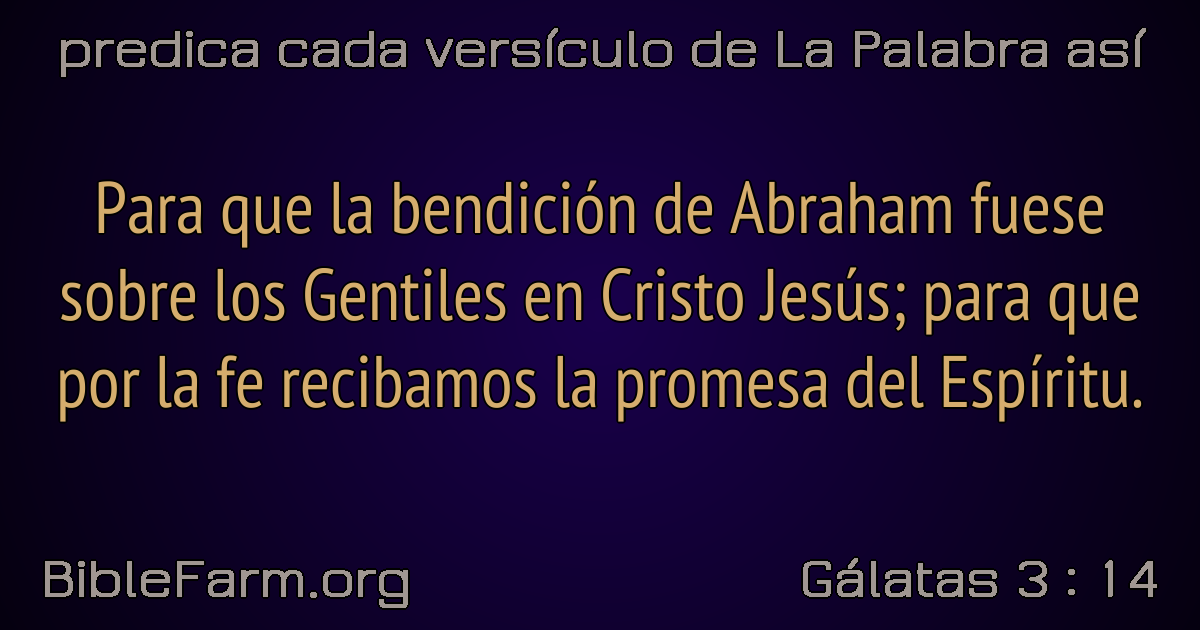 predica cada versículo de La Palabra así
Para que la bendición de Abraham fuese
sobre los Gentiles en Cristo Jesús; para que
por la fe recibamos la promesa del Espíritu.
BibleFarm.org
Gálatas 3 : 14